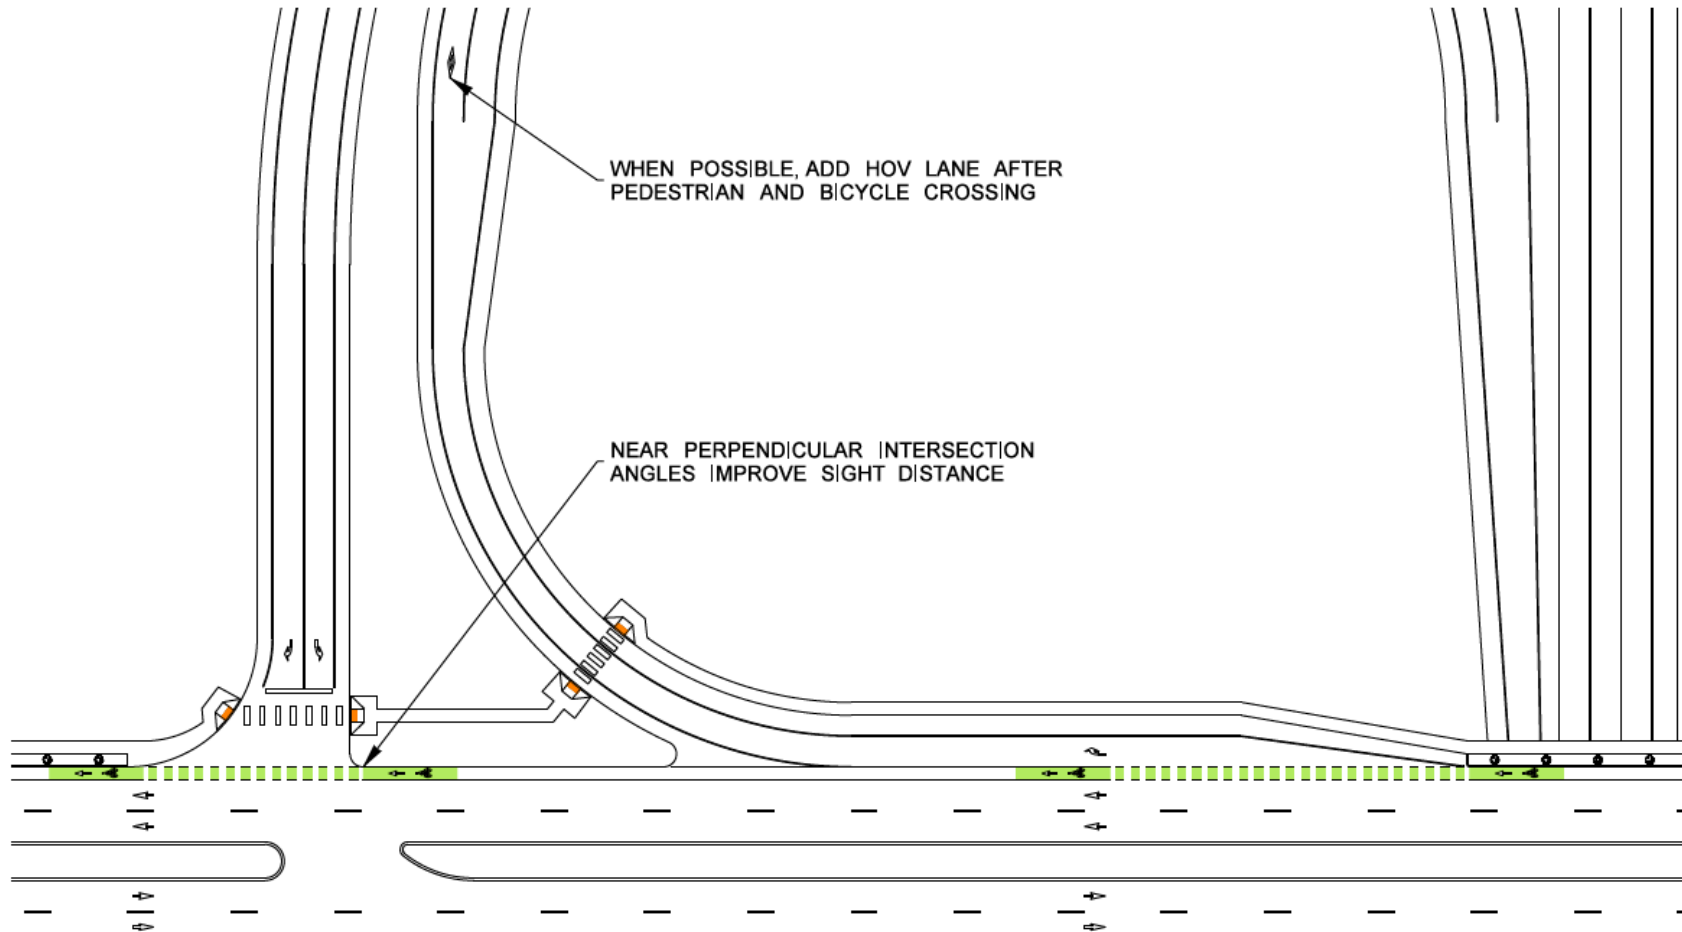 WHEN POSSIBLE, ADD HOV LANE AFTER
PEDESTRIAN AND BICYCLE CROSSING
NEAR PERPENDICULAR INTERSECTION
ANGLES IMPROVE SIGHT DISTANCE